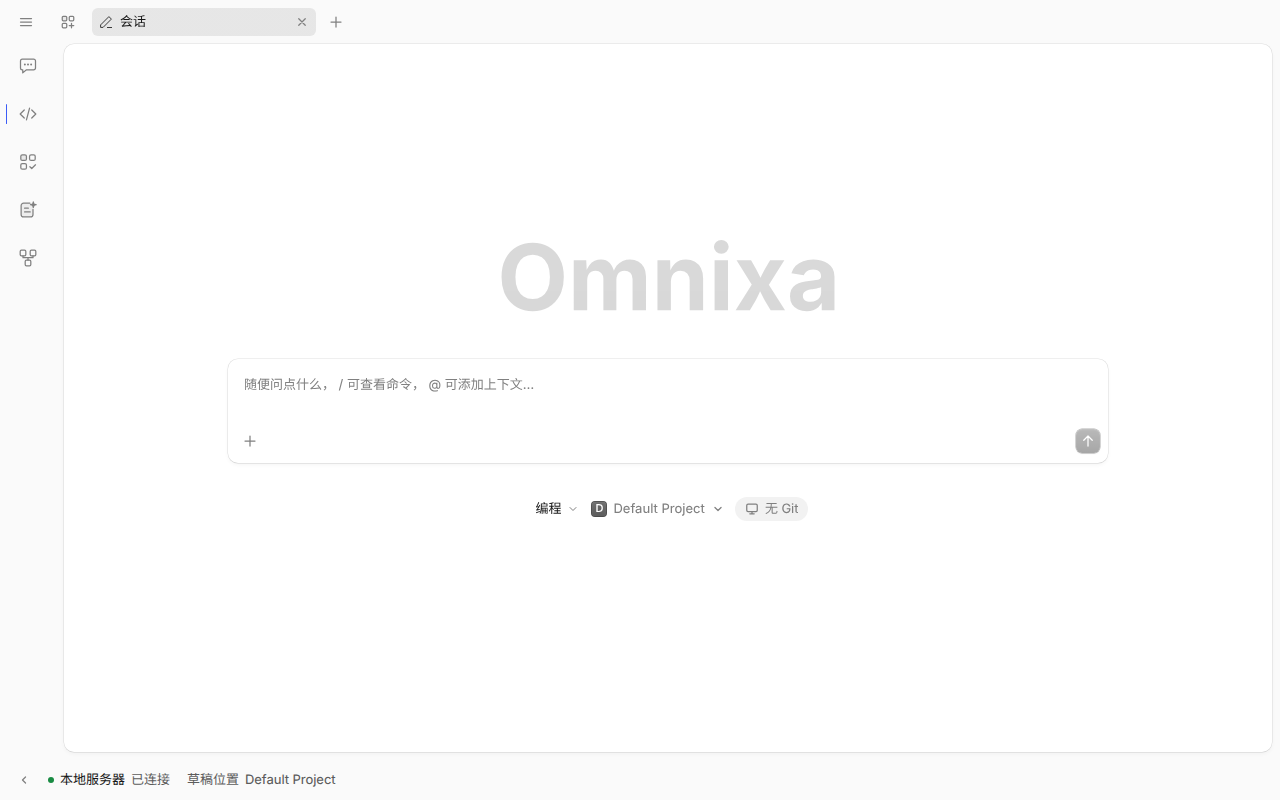 会话
Omnixa
随便问点什么， / 可查看命令， @ 可添加上下文...
编程 D Default Project 无 Git
本地服务器 已连接 草稿位置 Default Project